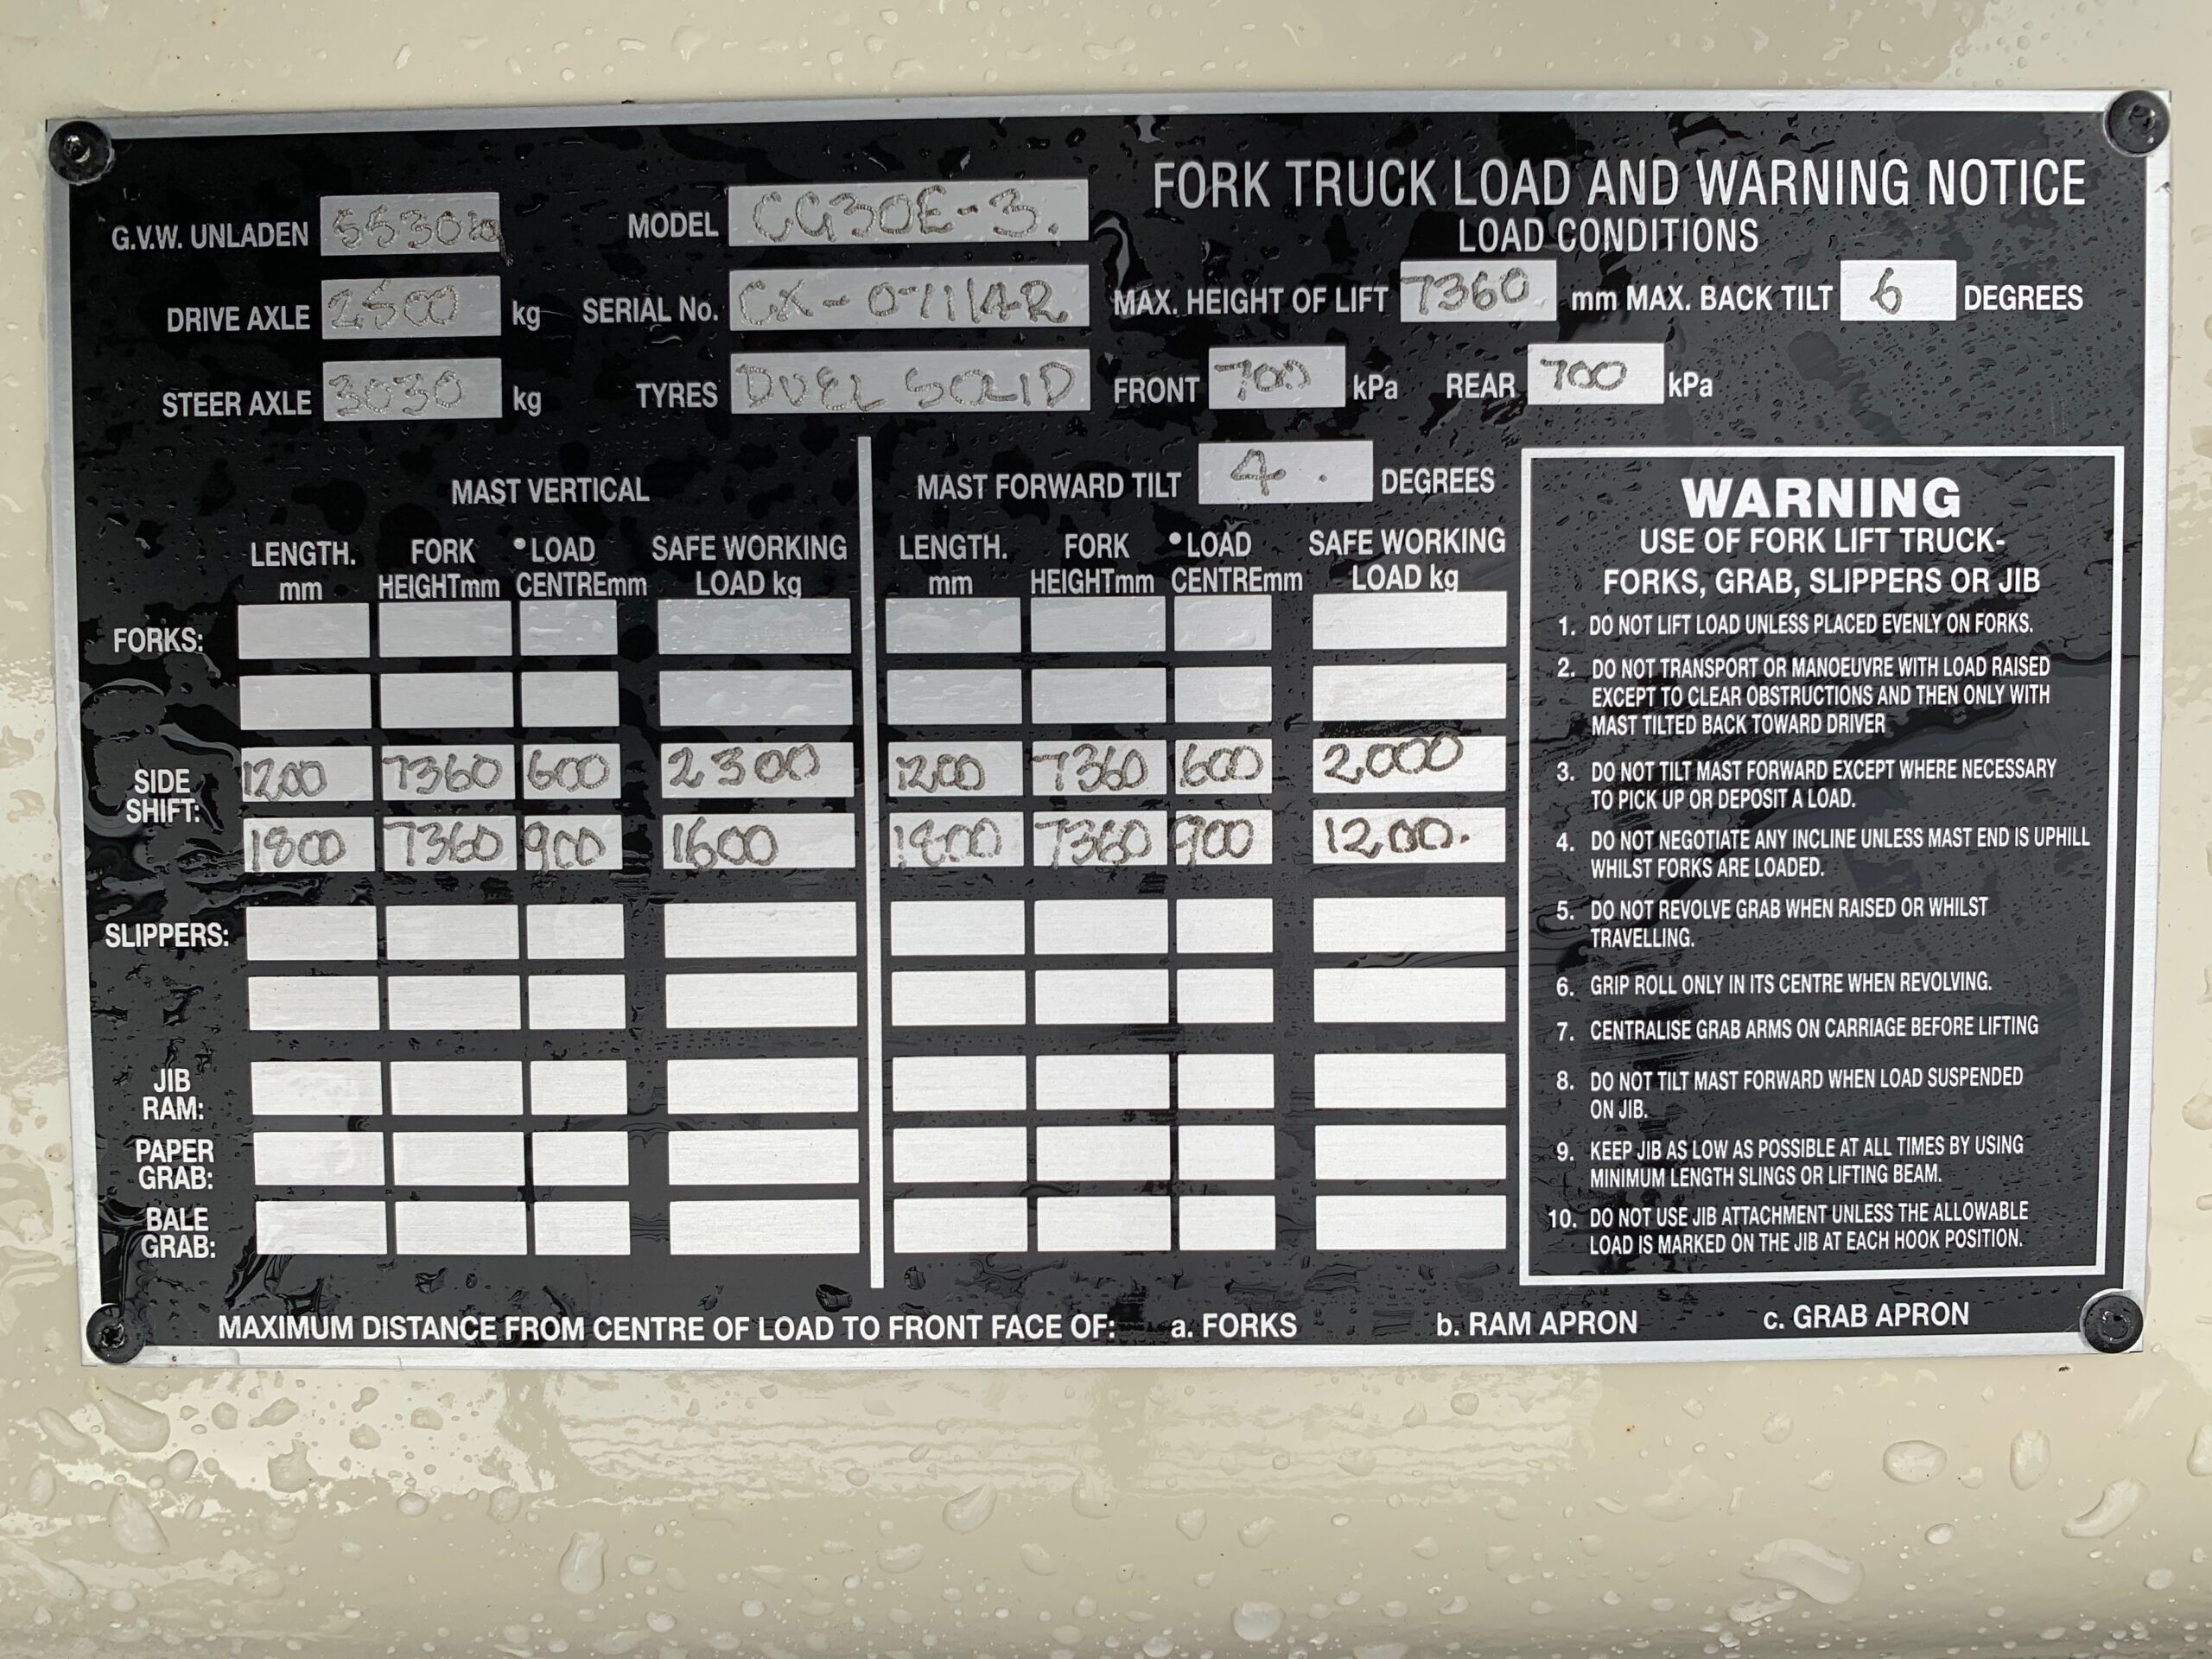 FORK TRUCK LOAD AND WARNING NOTICE
LOAD CONDITIONS
G.V.W. UNLADEN 5530kg MODEL CG30E-3.
DRIVE AXLE 2500 kg SERIAL No. CX-0711/4R MAX. HEIGHT OF LIFT 7360 mm MAX. BACK TILT 6 DEGREES
STEER AXLE 3030 kg TYRES DUEL SOLID FRONT 700 kPa REAR 700 kPa
MAST VERTICAL MAST FORWARD TILT 4. DEGREES
LENGTH. FORK •LOAD SAFE WORKING LENGTH. FORK •LOAD SAFE WORKING
mm HEIGHTmm CENTREmm LOAD kg mm HEIGHTmm CENTREmm LOAD kg
FORKS:
SIDE
SHIFT:
1200 7360 600 2300 1200 7360 600 2000
1800 7360 900 1600 1800 7360 900 1200.
SLIPPERS:
JIB
RAM:
PAPER
GRAB:
BALE
GRAB:
WARNING
USE OF FORK LIFT TRUCK-
FORKS, GRAB, SLIPPERS OR JIB
1. DO NOT LIFT LOAD UNLESS PLACED EVENLY ON FORKS.
2. DO NOT TRANSPORT OR MANOEUVRE WITH LOAD RAISED
EXCEPT TO CLEAR OBSTRUCTIONS AND THEN ONLY WITH
MAST TILTED BACK TOWARD DRIVER
3. DO NOT TILT MAST FORWARD EXCEPT WHERE NECESSARY
TO PICK UP OR DEPOSIT A LOAD.
4. DO NOT NEGOTIATE ANY INCLINE UNLESS MAST END IS UPHILL
WHILST FORKS ARE LOADED.
5. DO NOT REVOLVE GRAB WHEN RAISED OR WHILST
TRAVELLING.
6. GRIP ROLL ONLY IN ITS CENTRE WHEN REVOLVING.
7. CENTRALISE GRAB ARMS ON CARRIAGE BEFORE LIFTING
8. DO NOT TILT MAST FORWARD WHEN LOAD SUSPENDED
ON JIB.
9. KEEP JIB AS LOW AS POSSIBLE AT ALL TIMES BY USING
MINIMUM LENGTH SLINGS OR LIFTING BEAM.
10. DO NOT USE JIB ATTACHMENT UNLESS THE ALLOWABLE
LOAD IS MARKED ON THE JIB AT EACH HOOK POSITION.
MAXIMUM DISTANCE FROM CENTRE OF LOAD TO FRONT FACE OF: a. FORKS b. RAM APRON c. GRAB APRON